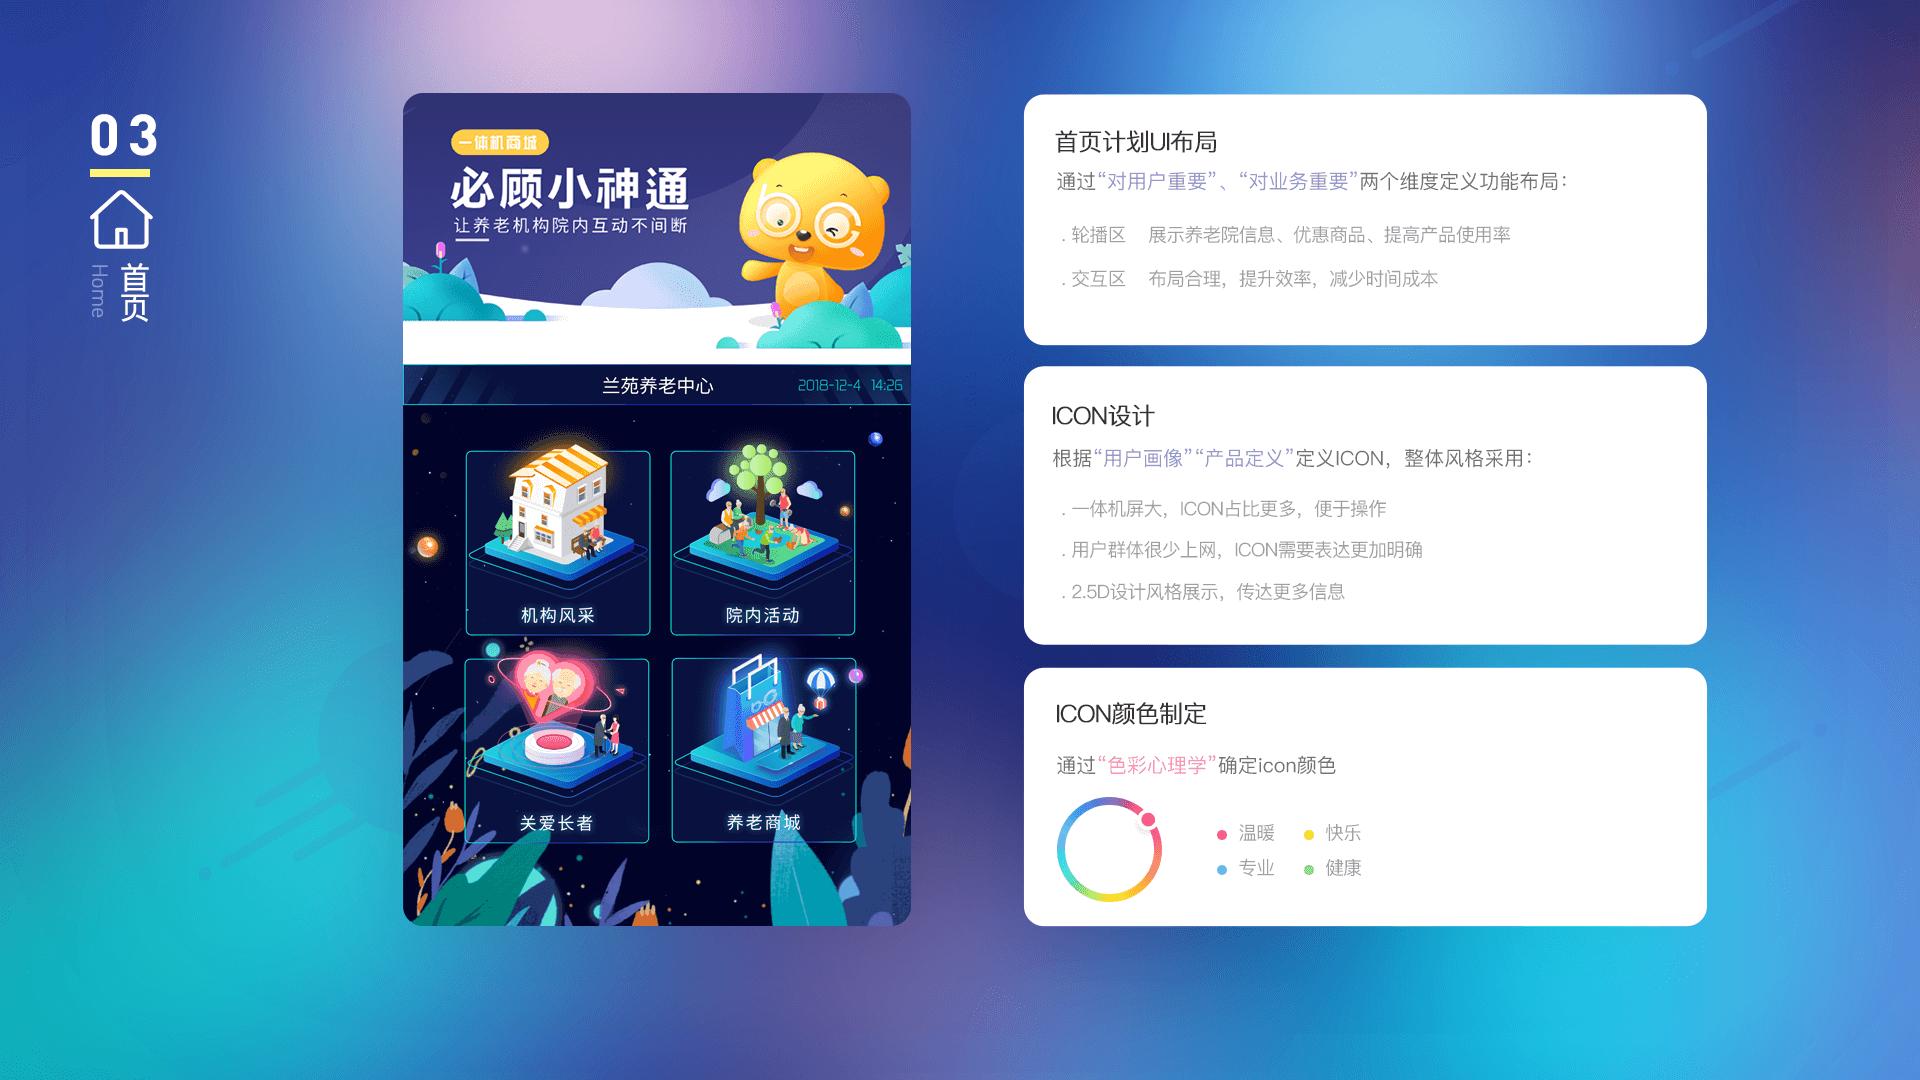 03
首页
Home
一体机商城
必顾小神通
让养老机构院内互动不间断
兰苑养老中心
2018-12-4 14:26
机构风采
院内活动
关爱长者
养老商城
首页计划UI布局
通过“对用户重要”、“对业务重要”两个维度定义功能布局：
. 轮播区 展示养老院信息、优惠商品、提高产品使用率
. 交互区 布局合理，提升效率，减少时间成本
ICON设计
根据“用户画像”“产品定义”定义ICON，整体风格采用：
. 一体机屏大，ICON占比更多，便于操作
. 用户群体很少上网，ICON需要表达更加明确
. 2.5D设计风格展示，传达更多信息
ICON颜色制定
通过“色彩心理学”确定icon颜色
温暖 快乐
专业 健康